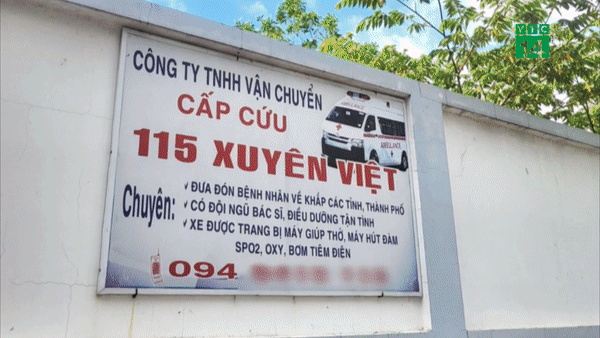 VTC
14
CÔNG TY TNHH VẬN CHUYỂN
CẤP CỨU
115 XUYÊN VIỆT
AMBULANCE
Chuyên:
✓ ĐƯA ĐÓN BỆNH NHÂN VỀ KHẮP CÁC TỈNH, THÀNH PHỐ
✓ CÓ ĐỘI NGŨ BÁC SĨ, ĐIỀU DƯỠNG TẬN TÌNH
✓ XE ĐƯỢC TRANG BỊ MÁY GIÚP THỞ, MÁY HÚT ĐÀM
SPO2, OXY, BƠM TIÊM ĐIỆN
094